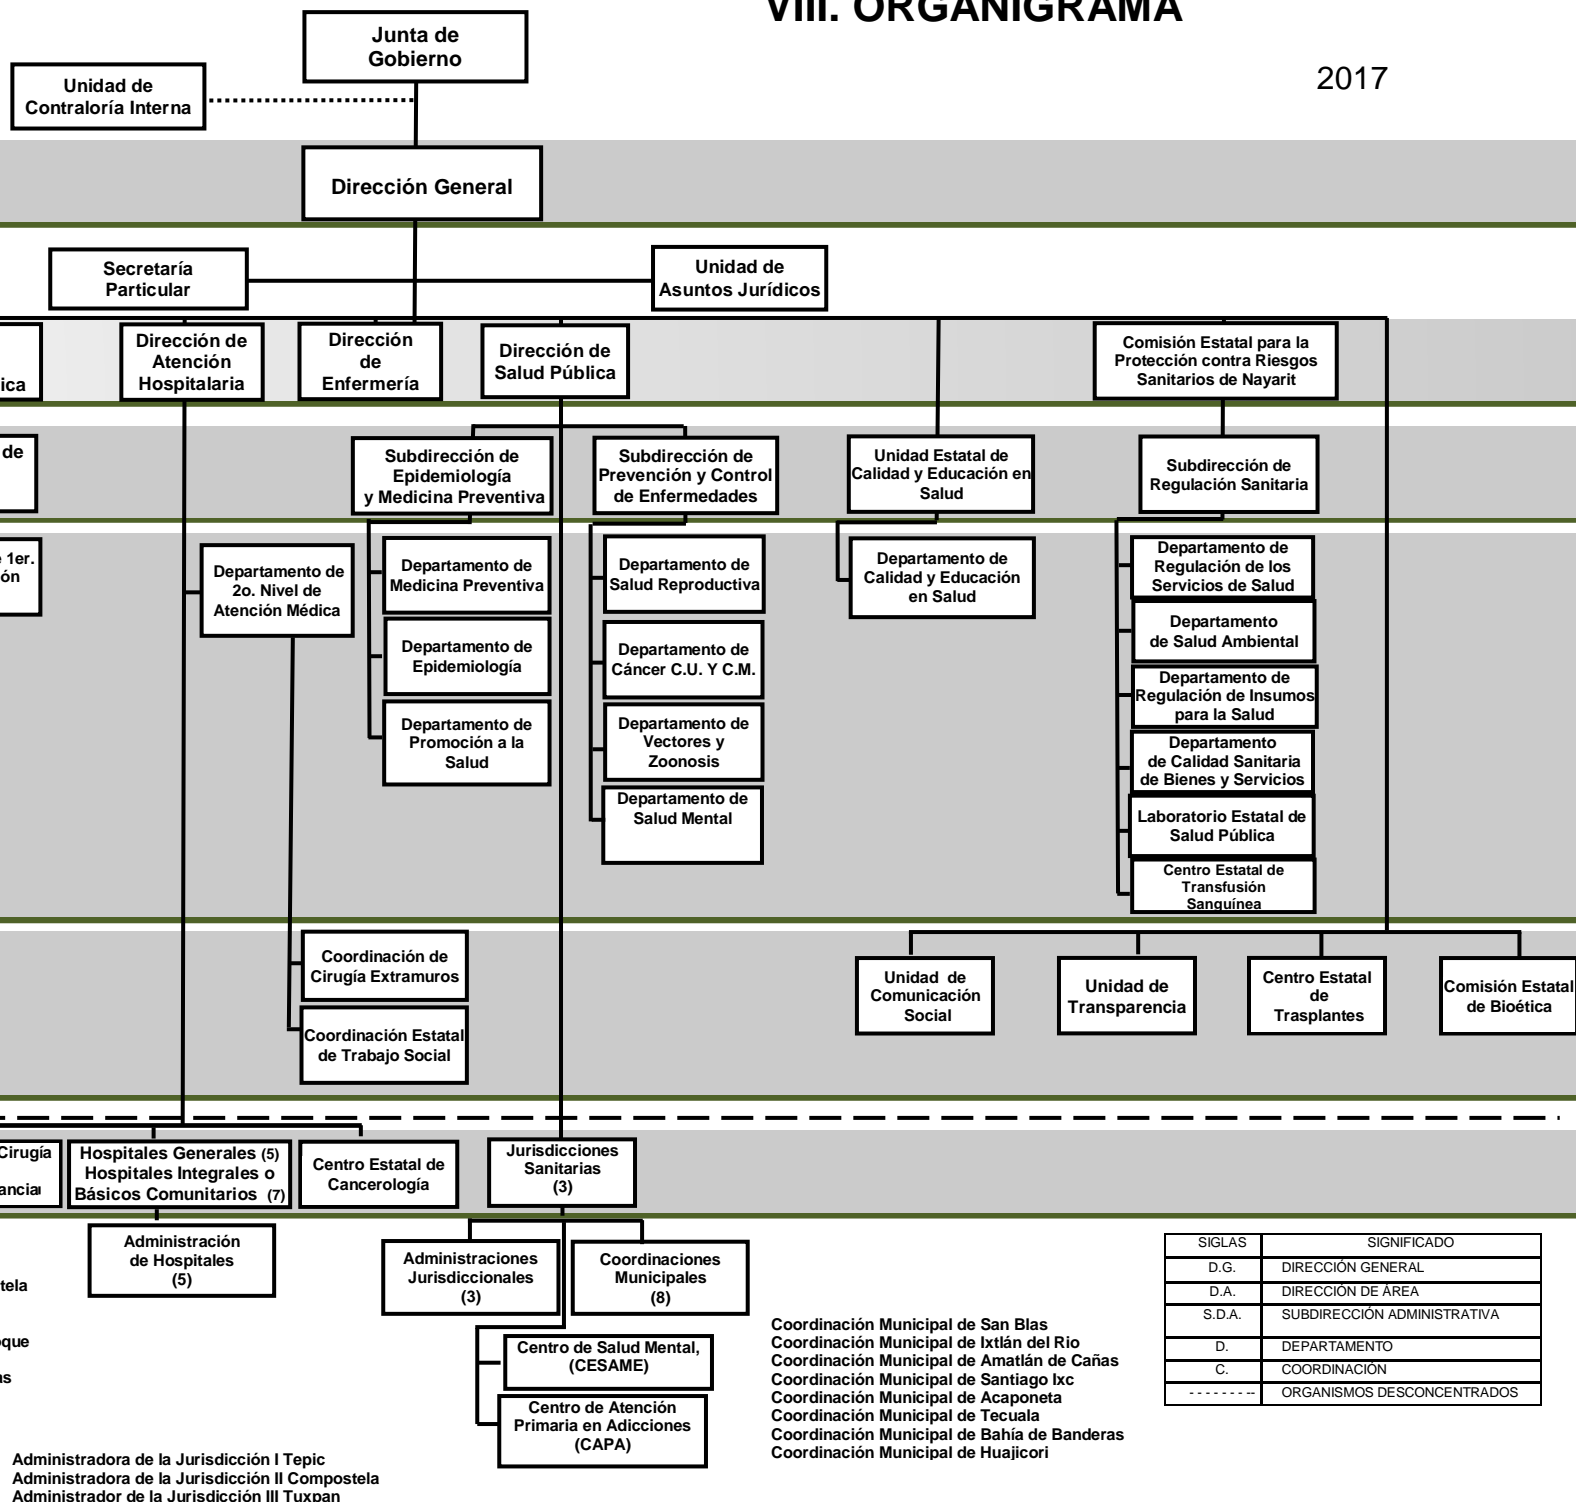 VIII. ORGANIGRAMA
2017
Junta de
Gobierno
Unidad de
Contraloría Interna
Dirección General
Secretaría
Particular
Unidad de
Asuntos Jurídicos
ica
Dirección de
Atención
Hospitalaria
Dirección
de
Enfermería
Dirección de
Salud Pública
Comisión Estatal para la
Protección contra Riesgos
Sanitarios de Nayarit
de
Subdirección de
Epidemiología
y Medicina Preventiva
Subdirección de
Prevención y Control
de Enfermedades
Unidad Estatal de
Calidad y Educación en
Salud
Subdirección de
Regulación Sanitaria
1er.
ón
Departamento de
2o. Nivel de
Atención Médica
Departamento de
Medicina Preventiva
Departamento de
Epidemiología
Departamento de
Promoción a la
Salud
Departamento de
Salud Reproductiva
Departamento de
Cáncer C.U. Y C.M.
Departamento de
Vectores y
Zoonosis
Departamento de
Salud Mental
Departamento de
Calidad y Educación
en Salud
Departamento de
Regulación de los
Servicios de Salud
Departamento
de Salud Ambiental
Departamento de
Regulación de Insumos
para la Salud
Departamento
de Calidad Sanitaria
de Bienes y Servicios
Laboratorio Estatal de
Salud Pública
Centro Estatal de
Transfusión
Sanguínea
Coordinación de
Cirugía Extramuros
Coordinación Estatal
de Trabajo Social
Unidad de
Comunicación
Social
Unidad de
Transparencia
Centro Estatal
de
Trasplantes
Comisión Estatal
de Bioética
Cirugía
ancia
Hospitales Generales (5)
Hospitales Integrales o
Básicos Comunitarios (7)
Centro Estatal de
Cancerología
Jurisdicciones
Sanitarias
(3)
Administración
de Hospitales
(5)
Administraciones
Jurisdiccionales
(3)
Coordinaciones
Municipales
(8)
Centro de Salud Mental,
(CESAME)
Centro de Atención
Primaria en Adicciones
(CAPA)
tela
oque
as
Coordinación Municipal de San Blas
Coordinación Municipal de Ixtlán del Rio
Coordinación Municipal de Amatlán de Cañas
Coordinación Municipal de Santiago Ixc
Coordinación Municipal de Acaponeta
Coordinación Municipal de Tecuala
Coordinación Municipal de Bahía de Banderas
Coordinación Municipal de Huajicori
SIGLAS SIGNIFICADO
D.G. DIRECCIÓN GENERAL
D.A. DIRECCIÓN DE ÁREA
S.D.A. SUBDIRECCIÓN ADMINISTRATIVA
D. DEPARTAMENTO
C. COORDINACIÓN
- - - - - - - -- ORGANISMOS DESCONCENTRADOS
Administradora de la Jurisdicción I Tepic
Administradora de la Jurisdicción II Compostela
Administrador de la Jurisdicción III Tuxpan